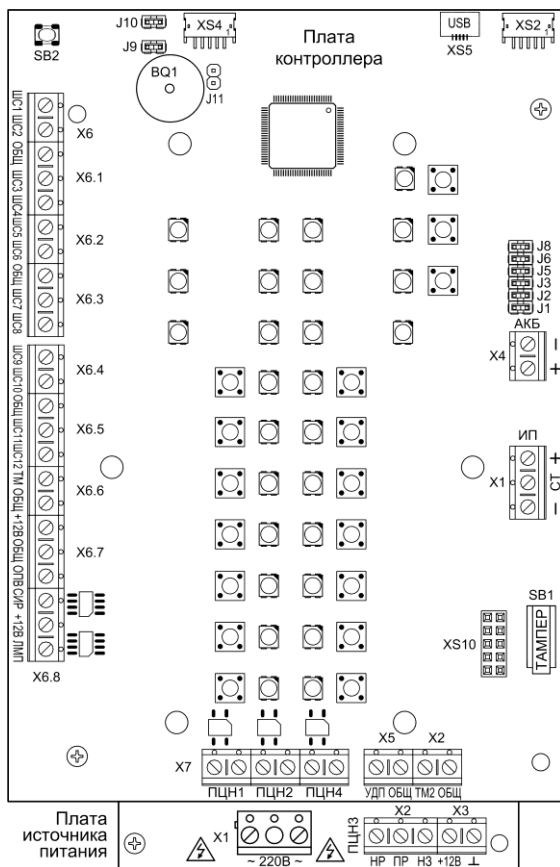 J10
XS4
1
USB
XS2
1
SB2
J9
XS5
Плата
контроллера
BQ1
J11
ШС1 ШС2 ОБЩ ШС3 ШС4 ШС5 ШС6 ОБЩ ШС7 ШС8
X6
X6.1
X6.2
X6.3
J8
J6
J5
J3
J2
J1
АКБ
X4
–
+
ШС9 ШС10 ОБЩ ШС11 ШС12 ТМ ОБЩ +12В ОБЩ ОПВ СИР +12В ЛМП
X6.4
X6.5
X6.6
X6.7
X6.8
ИП
X1
+
СТ
–
SB1
XS10
ТАМПЕР
X7
X5
X2
ПЦН1
ПЦН2
ПЦН4
УДП ОБЩ ТМ2 ОБЩ
Плата
источника
питания
X1
~ 220В ~
ПЦН3
X2
X3
НР ПР НЗ +12В ⊥